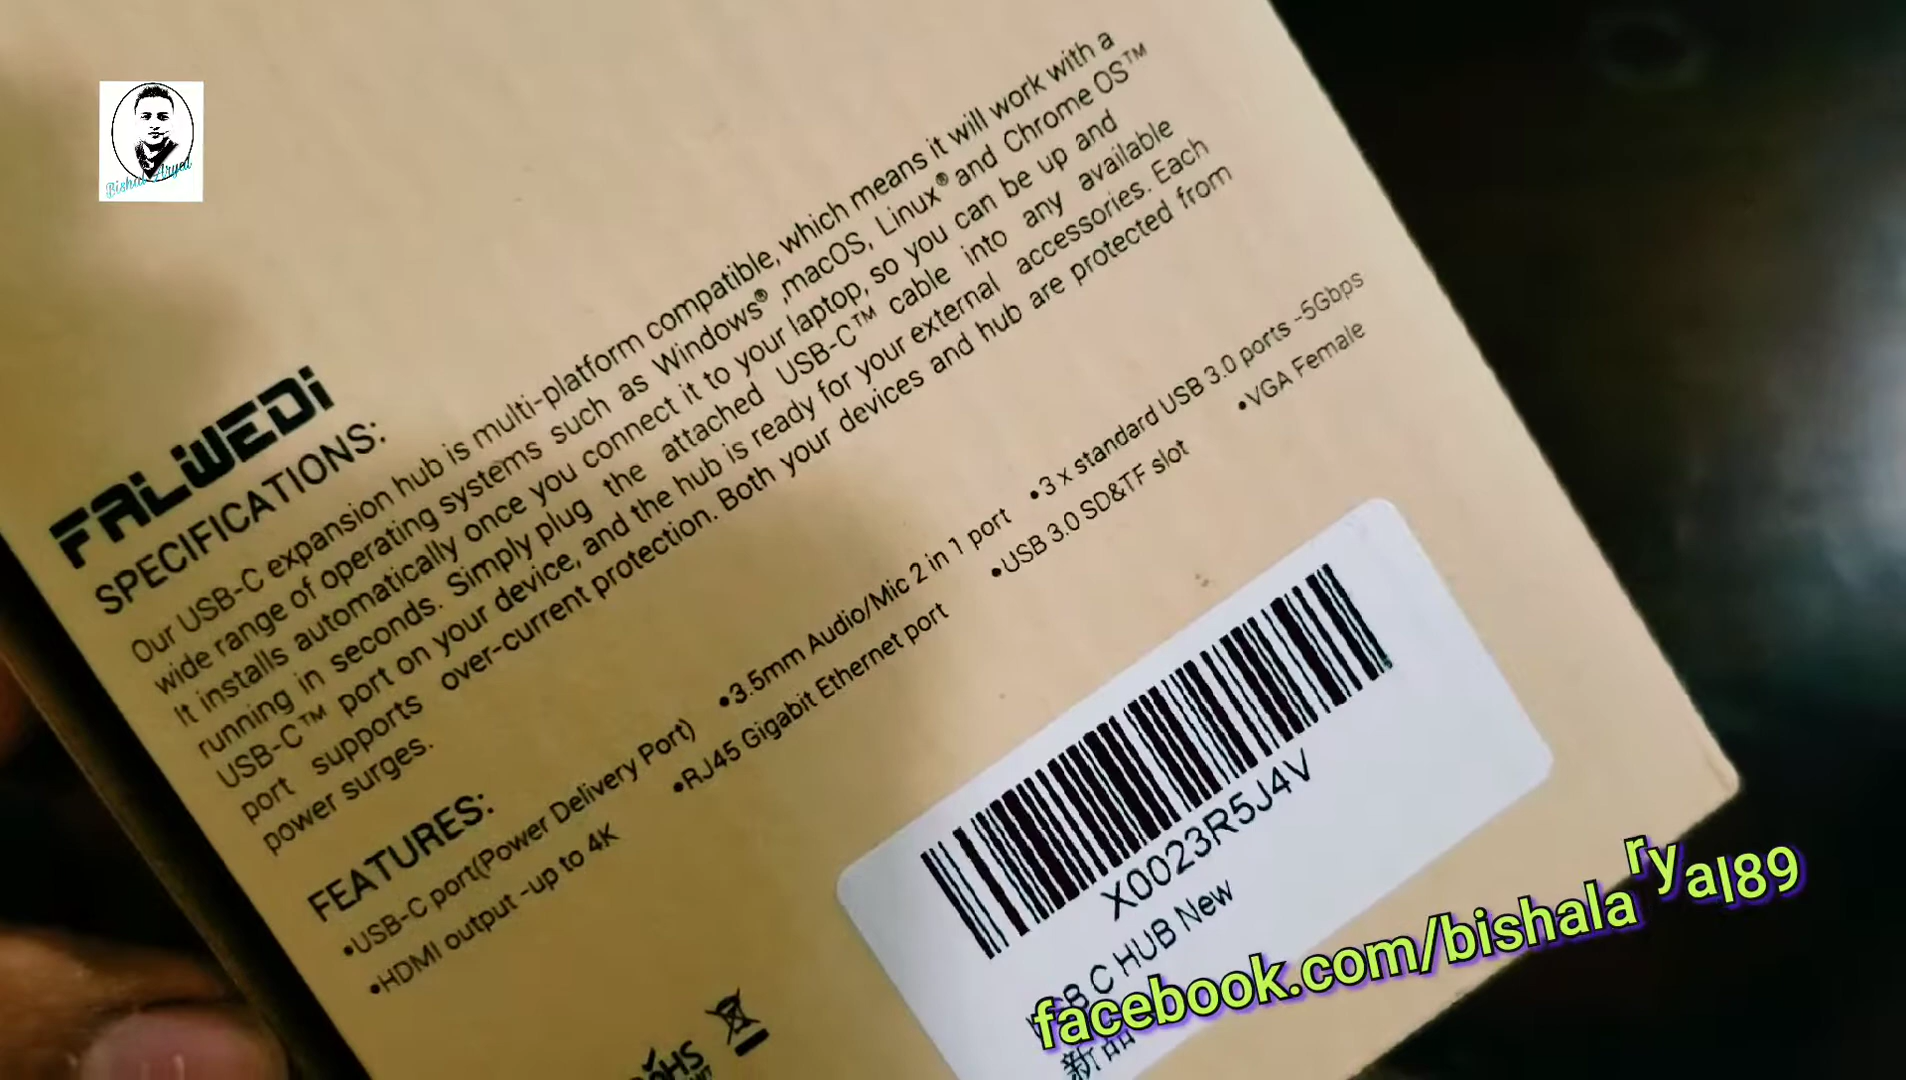 Bishal Aryal
FALWEDi
SPECIFICATIONS:
Our USB-C expansion hub is multi-platform compatible, which means it will work with a
wide range of operating systems such as Windows® ,macOS, Linux® and Chrome OS™
It installs automatically once you connect it to your laptop, so you can be up and
running in seconds. Simply plug the attached USB-C™ cable into any available
USB-C™ port on your device, and the hub is ready for your external accessories. Each
port supports over-current protection. Both your devices and hub are protected from
power surges.
FEATURES:
•USB-C port(Power Delivery Port) •3.5mm Audio/Mic 2 in 1 port •3 x standard USB 3.0 ports -5Gbps
•HDMI output -up to 4K •RJ45 Gigabit Ethernet port •USB 3.0 SD&TF slot •VGA Female
X0023R5J4V
C HUB New
新品
facebook.com/bishalaryal89